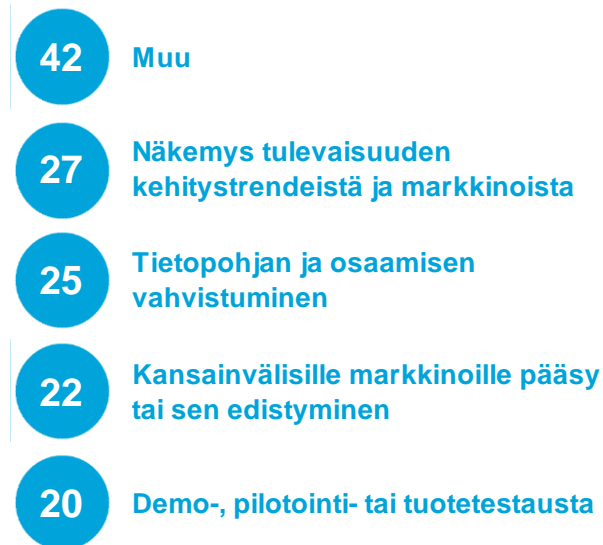 42 Muu
27 Näkemys tulevaisuuden
kehitystrendeistä ja markkinoista
25 Tietopohjan ja osaamisen
vahvistuminen
22 Kansainvälisille markkinoille pääsy
tai sen edistyminen
20 Demo-, pilotointi- tai tuotetestausta